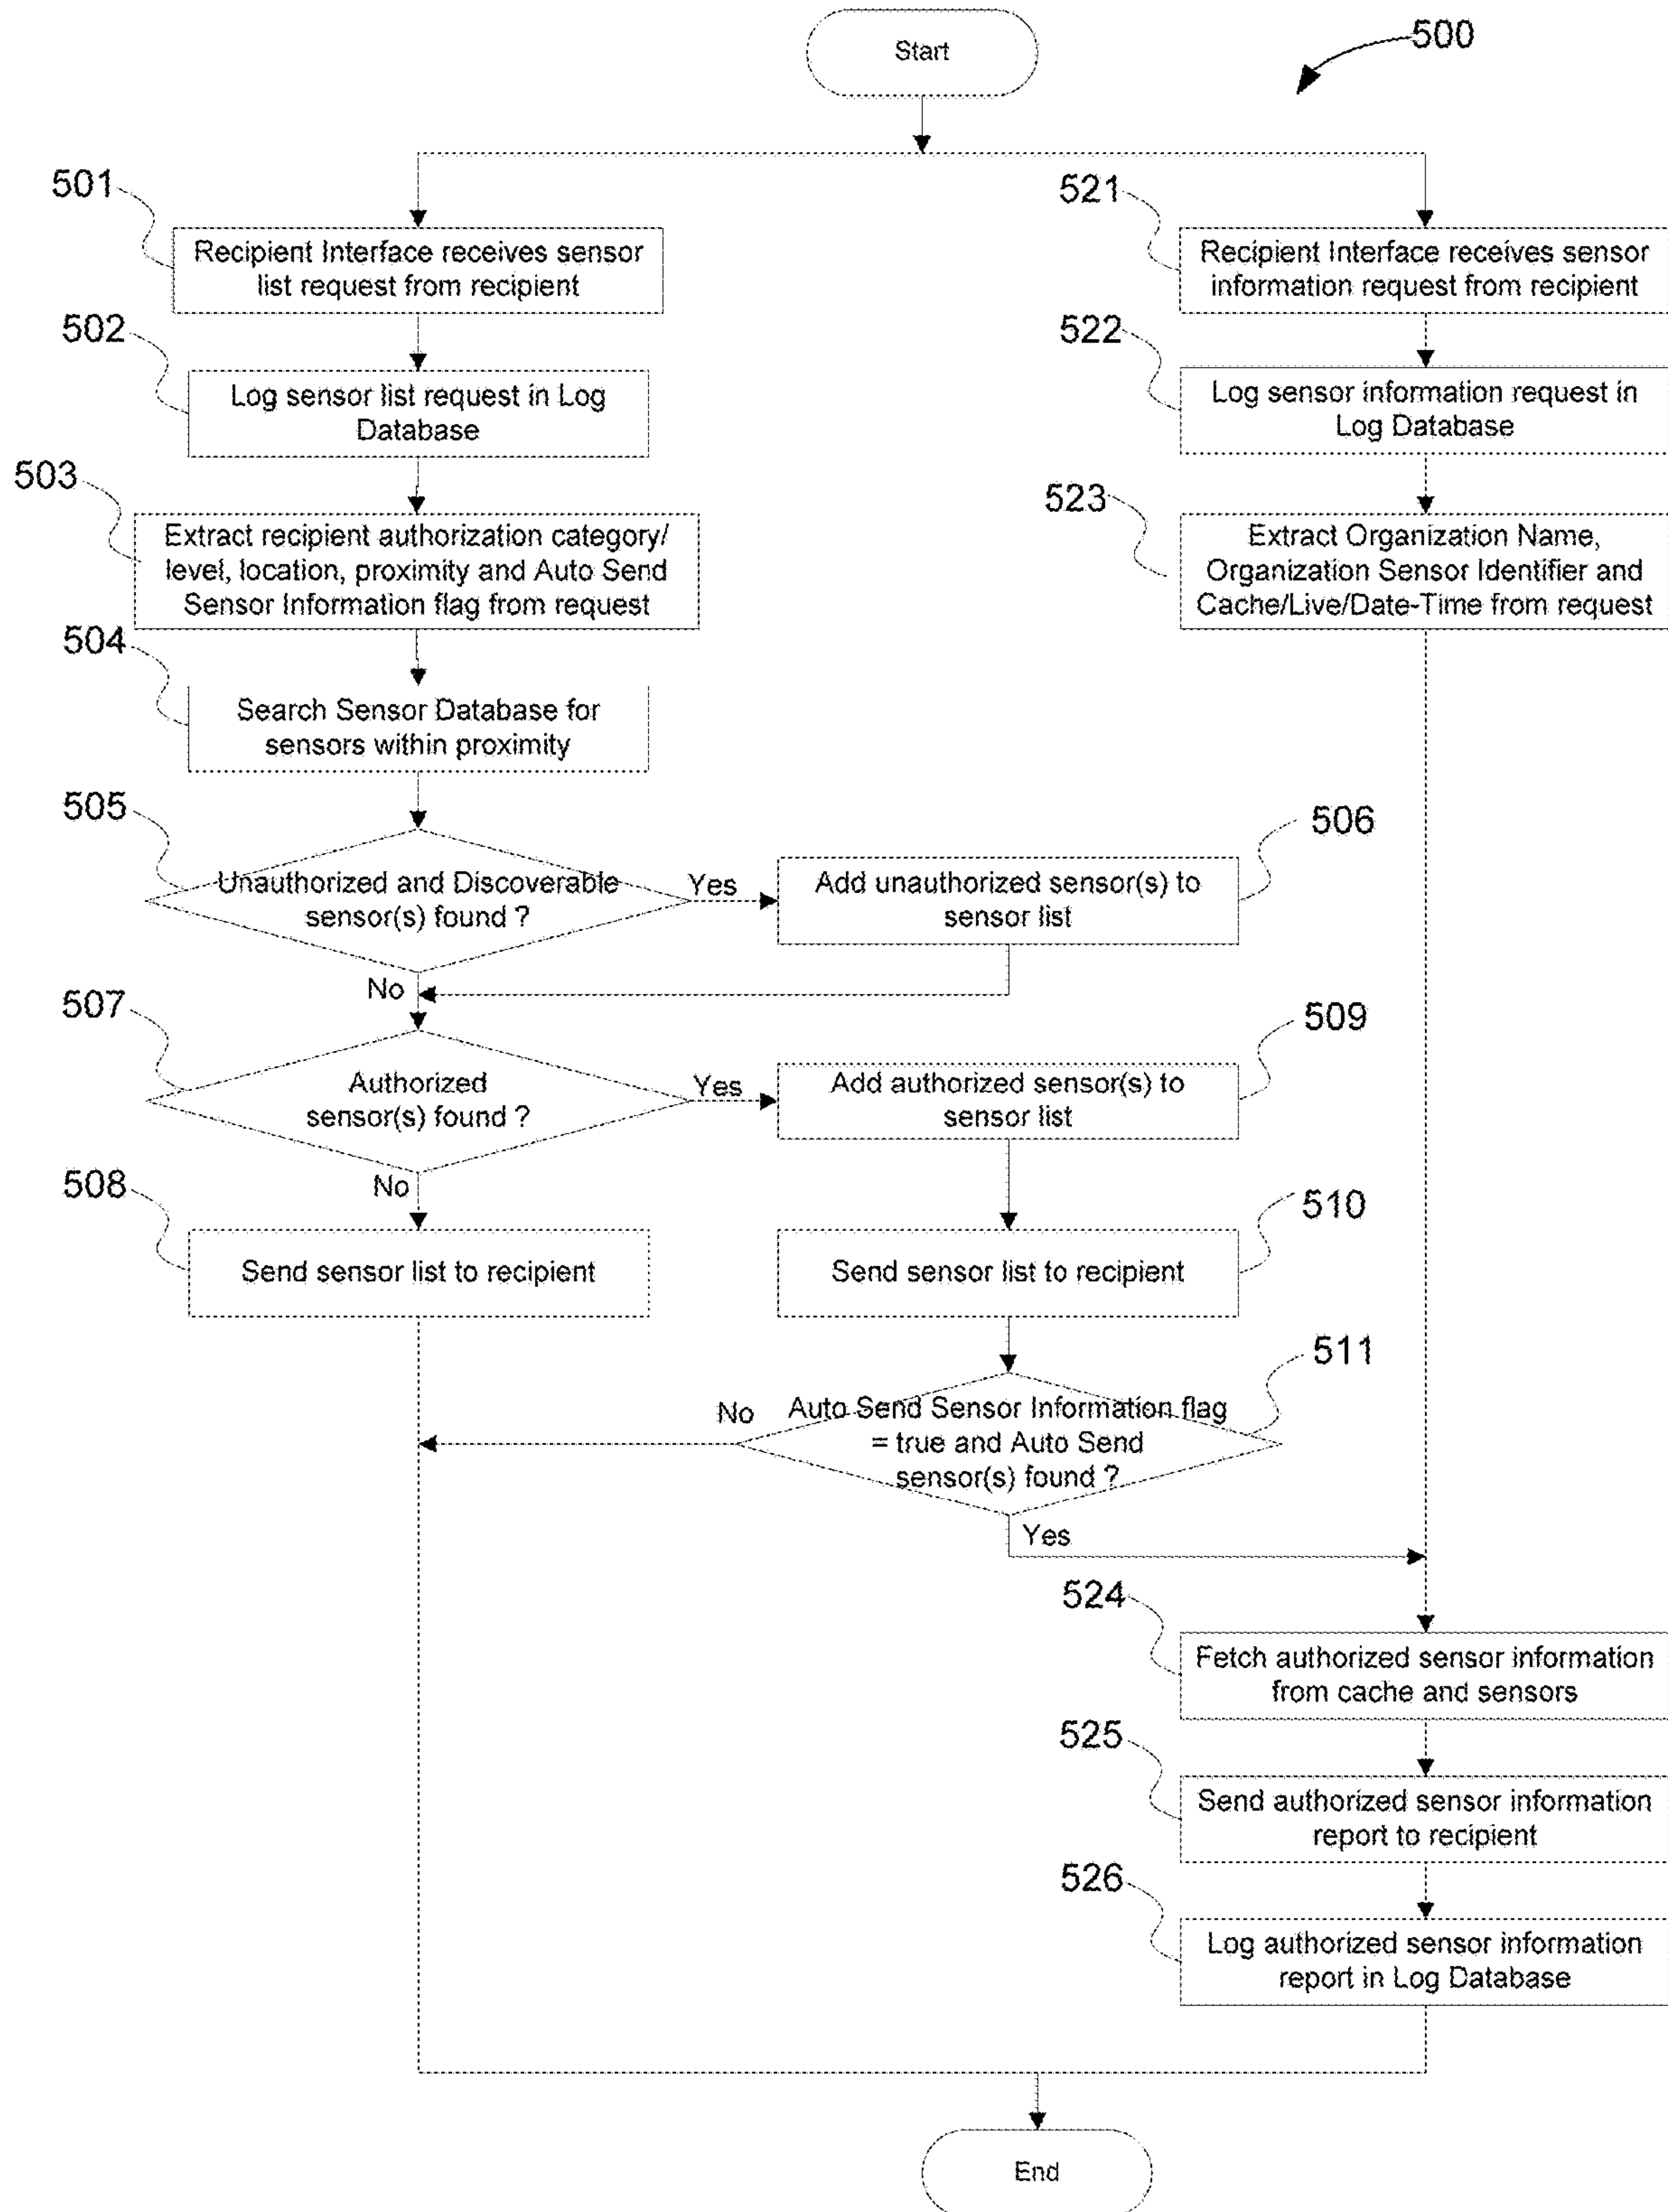 Start
500
501
Recipient Interface receives sensor
list request from recipient
502
Log sensor list request in Log
Database
503
Extract recipient authorization category/
level, location, proximity and Auto Send
Sensor Information flag from request
504
Search Sensor Database for
sensors within proximity
505
Unauthorized and Discoverable
sensor(s) found ?
Yes
No
506
Add unauthorized sensor(s) to
sensor list
507
Authorized
sensor(s) found ?
Yes
No
508
Send sensor list to recipient
509
Add authorized sensor(s) to
sensor list
510
Send sensor list to recipient
511
Auto Send Sensor Information flag
= true and Auto Send
sensor(s) found ?
No
Yes
521
Recipient Interface receives sensor
information request from recipient
522
Log sensor information request in
Log Database
523
Extract Organization Name,
Organization Sensor Identifier and
Cache/Live/Date-Time from request
524
Fetch authorized sensor information
from cache and sensors
525
Send authorized sensor information
report to recipient
526
Log authorized sensor information
report in Log Database
End